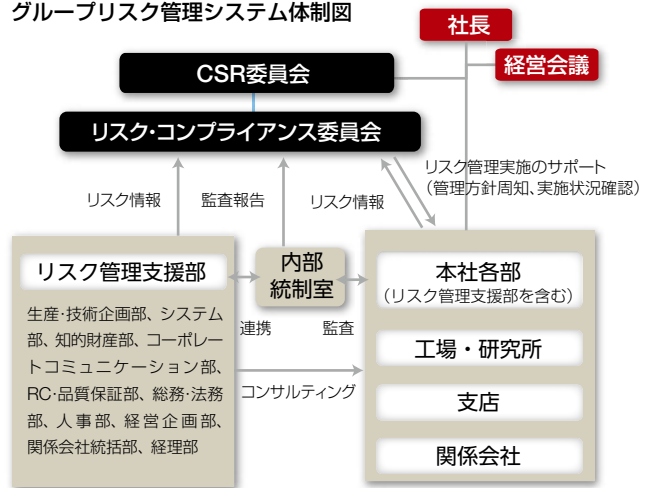 グループリスク管理システム体制図
社長
経営会議
CSR委員会
リスク・コンプライアンス委員会
リスク管理実施のサポート
（管理方針周知、実施状況確認）
リスク情報
監査報告
リスク情報
リスク管理支援部
生産・技術企画部、システム
部、知的財産部、コーポレー
トコミュニケーション部、
RC・品質保証部、総務・法務
部、人事部、経営企画部、
関係会社統括部、経理部
内部
統制室
連携
監査
コンサルティング
本社各部
（リスク管理支援部を含む）
工場・研究所
支店
関係会社